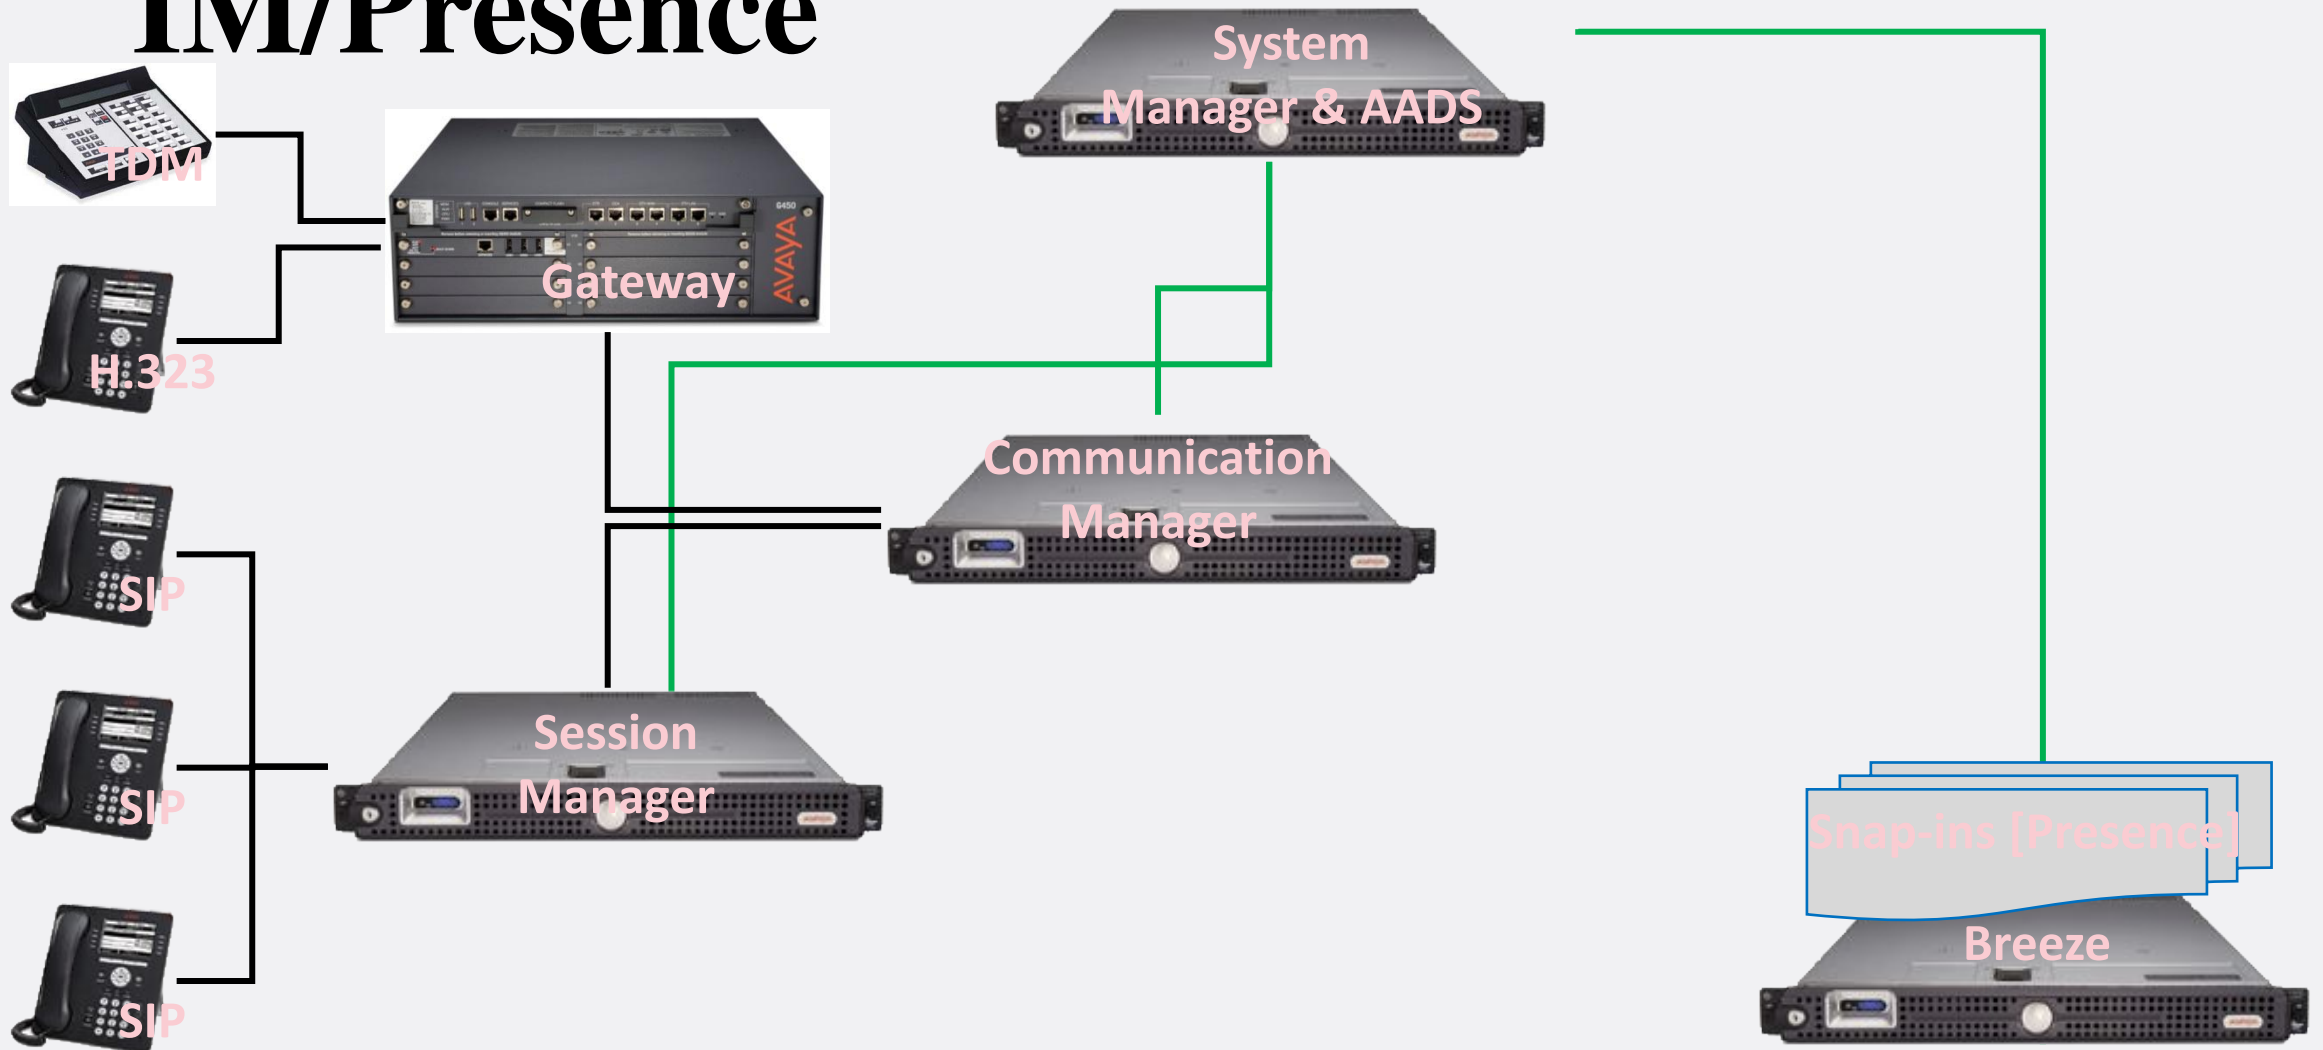 IM/Presence
System
Manager & AADS
TDM
G450
AVAYA
Gateway
H.323
Communication
Manager
SIP
Session
Manager
SIP
Snap-ins [Presence]
Breeze
SIP